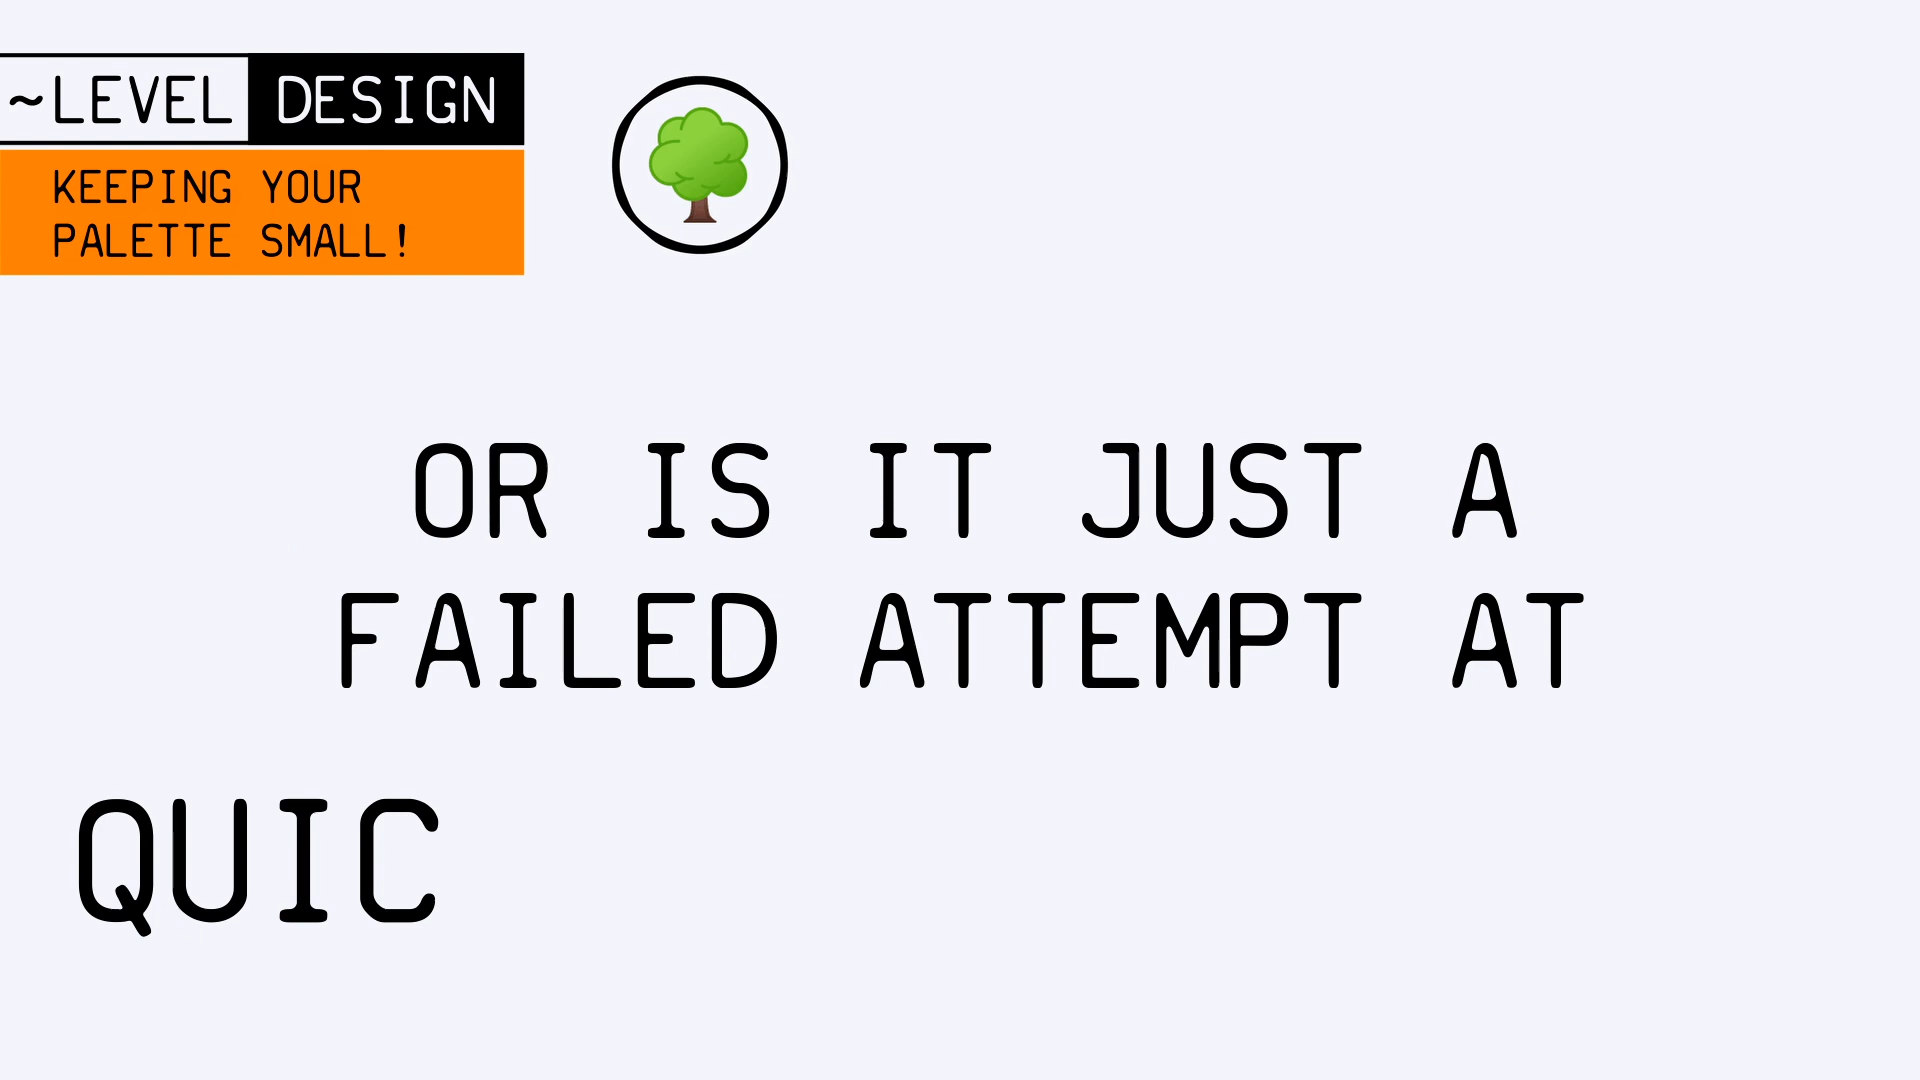 ~LEVEL DESIGN
KEEPING YOUR
PALETTE SMALL!
OR IS IT JUST A
FAILED ATTEMPT AT
QUIC